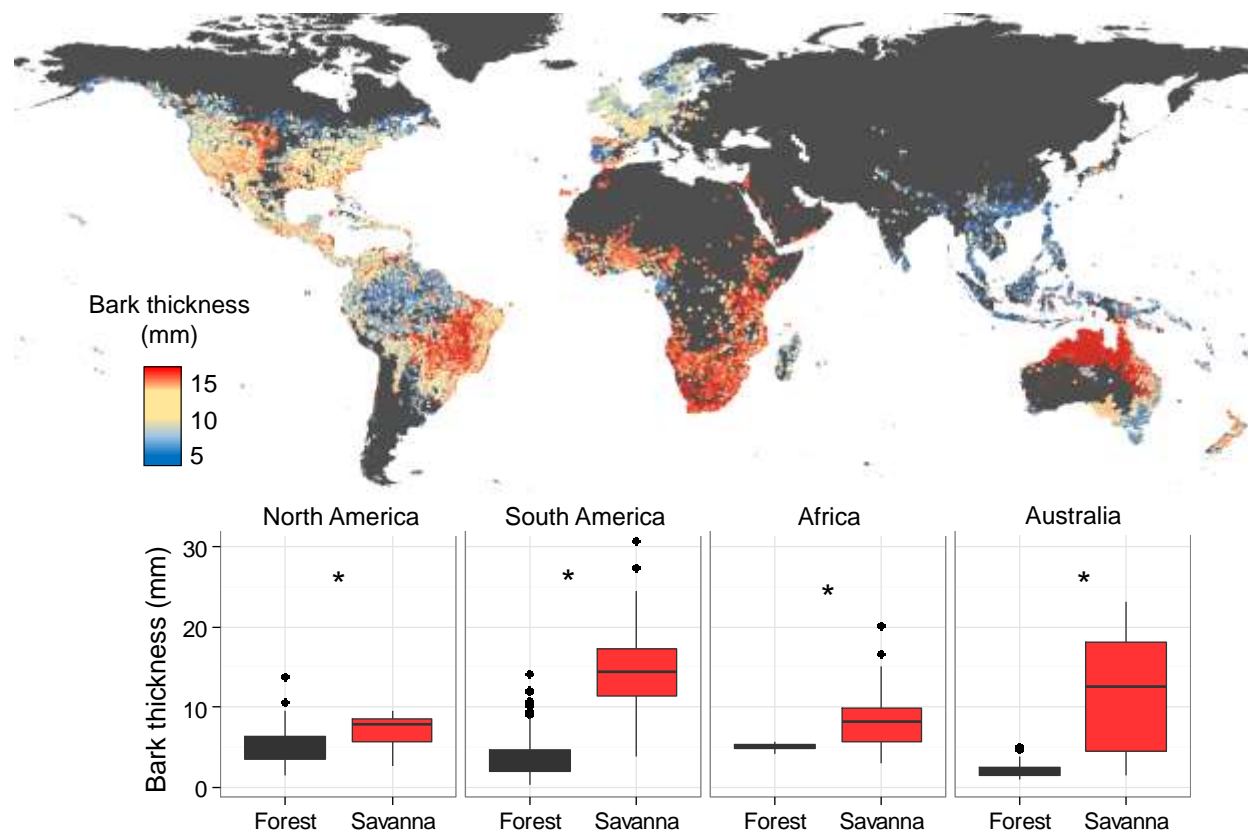 Bark thickness
(mm)
15
10
5
North America
South America
Africa
Australia
Bark thickness (mm)
30
20
10
0
*
*
*
*
Forest
Savanna
Forest
Savanna
Forest
Savanna
Forest
Savanna